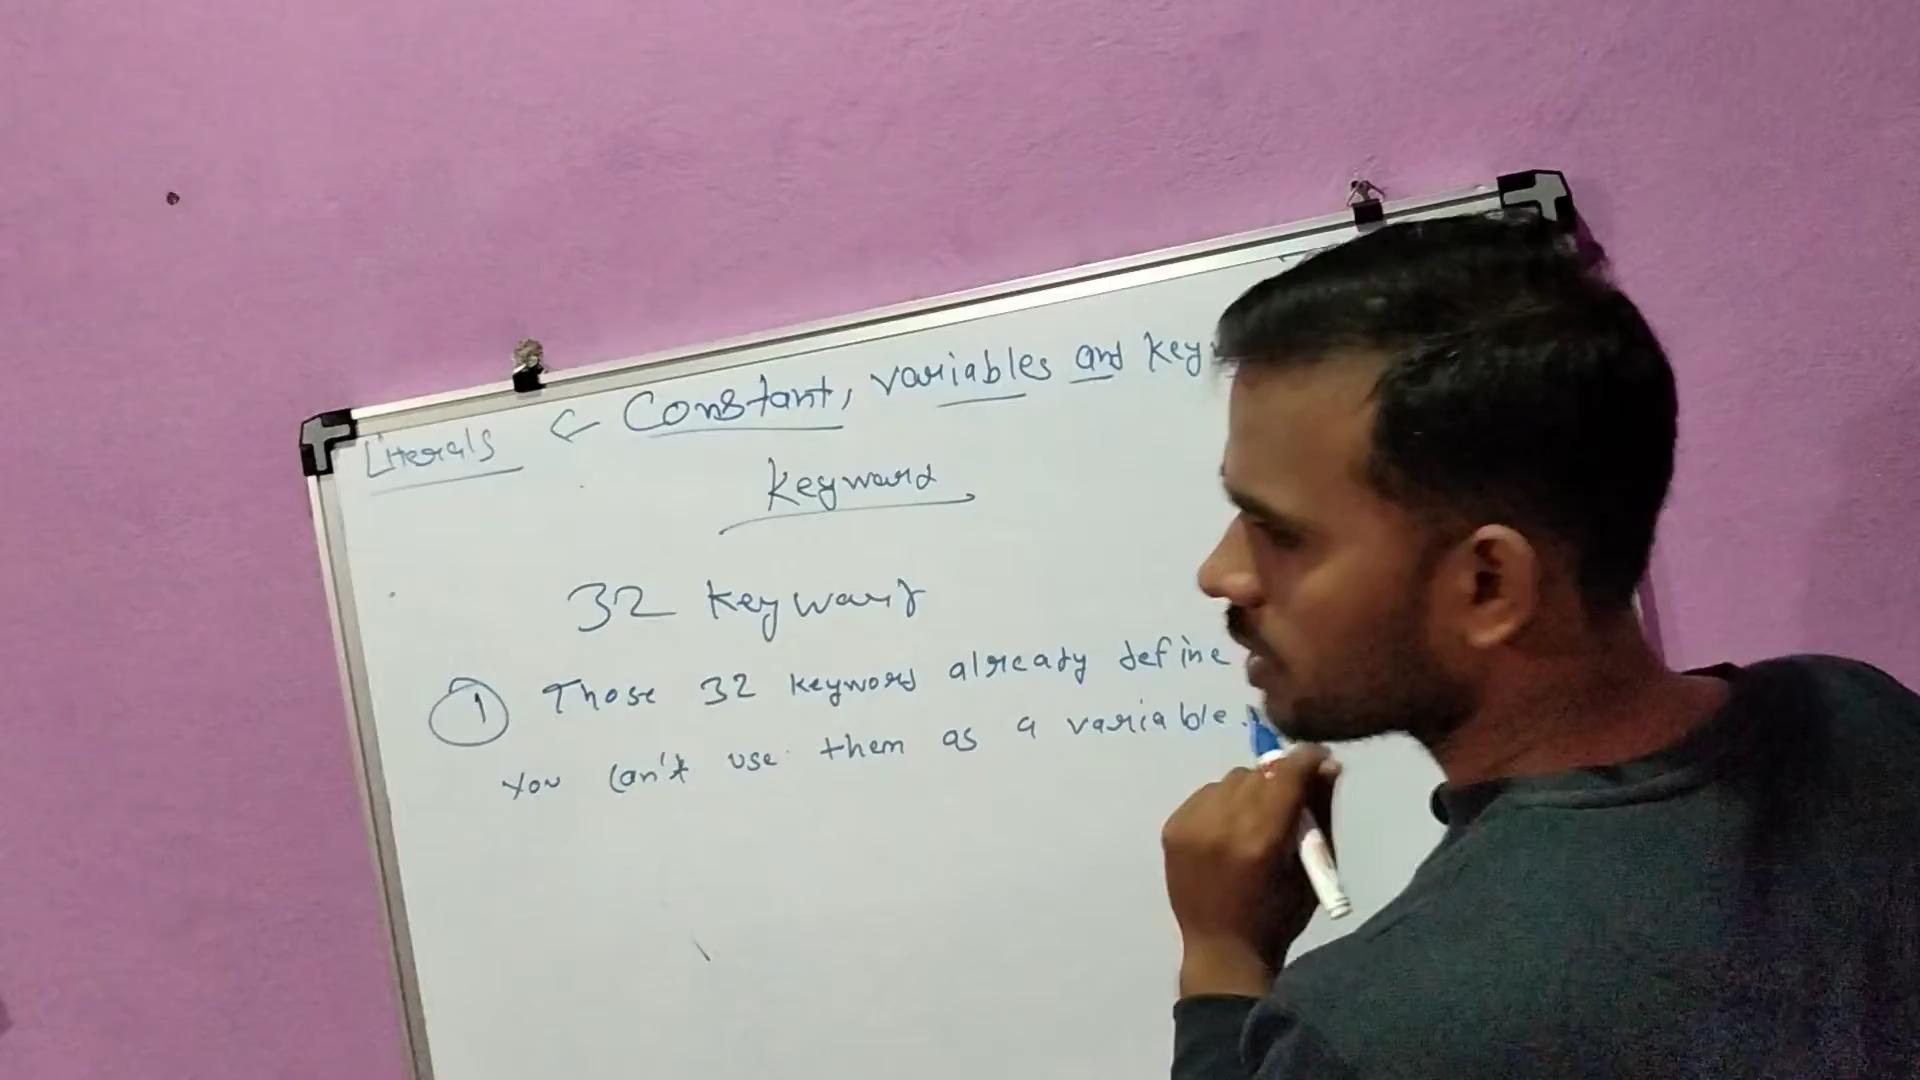 Literals ← Constant, variables and key
Keyword
32 keyword
1 Those 32 keyword already define
You can't use them as a variable.